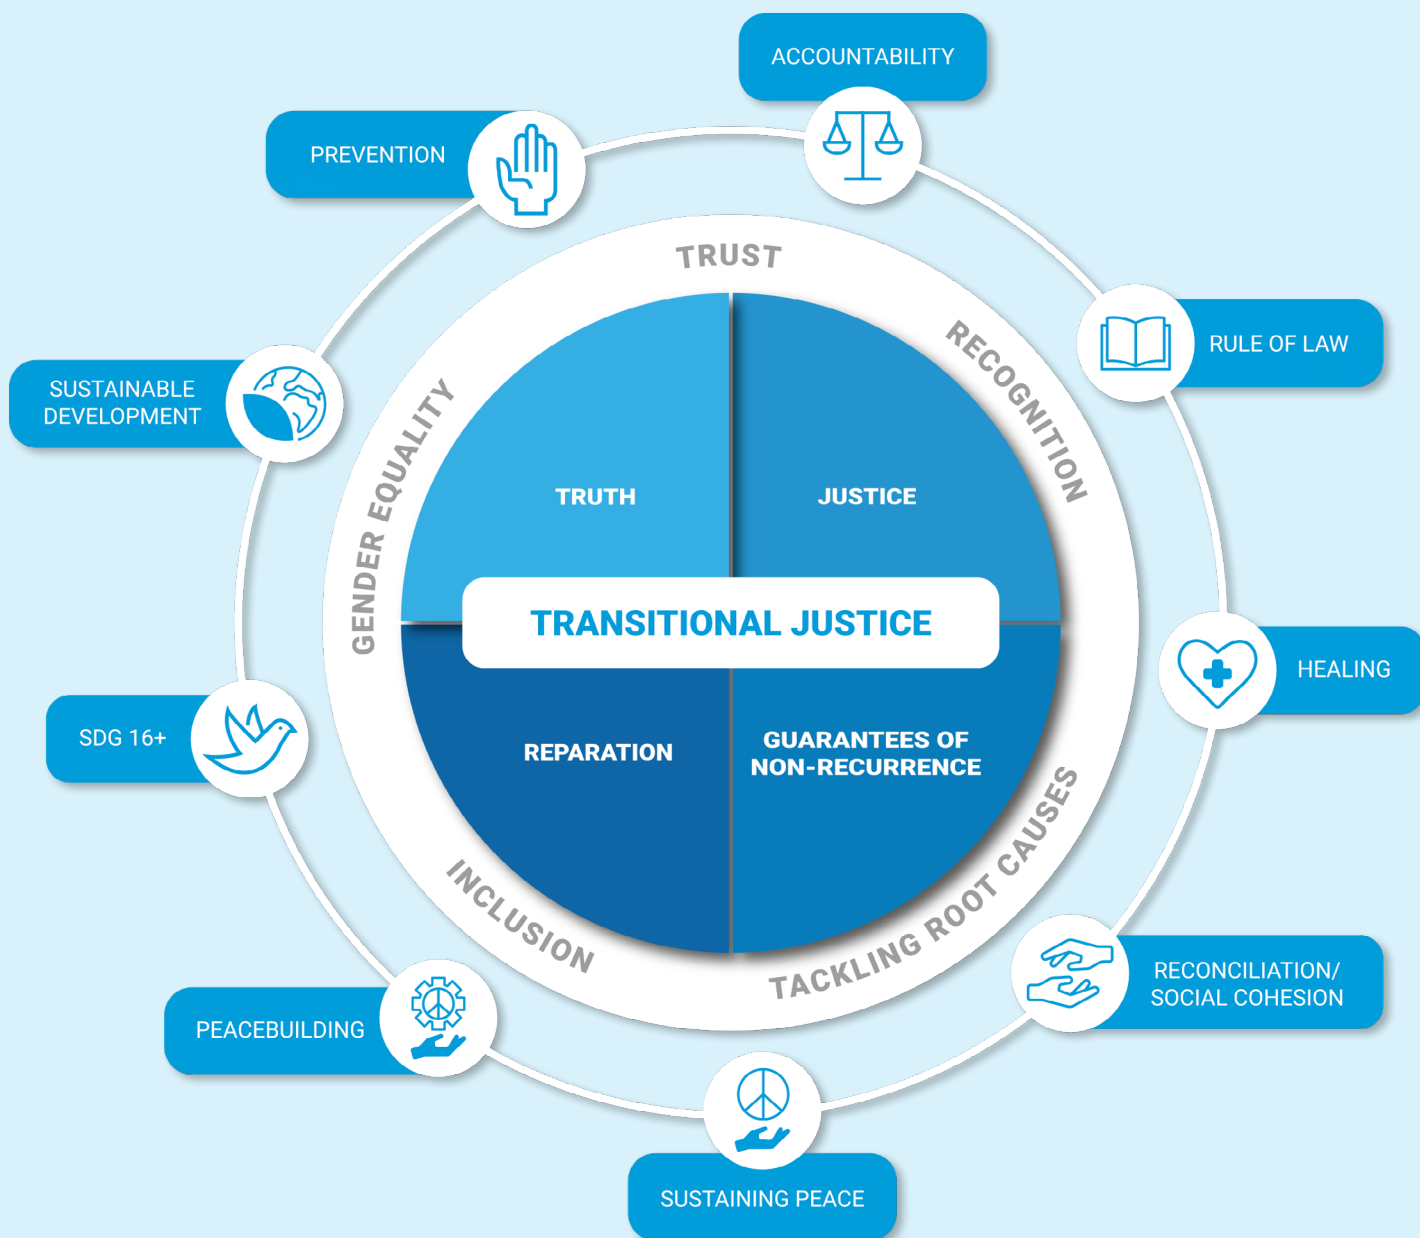 ACCOUNTABILITY
PREVENTION
TRUST
RULE OF LAW
RECOGNITION
SUSTAINABLE
DEVELOPMENT
GENDER EQUALITY
TRUTH
JUSTICE
TRANSITIONAL JUSTICE
HEALING
SDG 16+
REPARATION
GUARANTEES OF
NON-RECURRENCE
INCLUSION
TACKLING ROOT CAUSES
RECONCILIATION/
SOCIAL COHESION
PEACEBUILDING
SUSTAINING PEACE